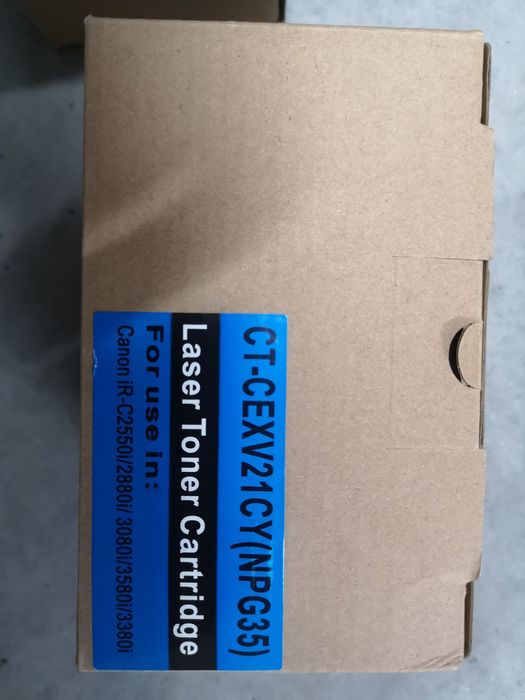 CT-CEXV21CY(NPG35)
Laser Toner Cartridge
For use in:
Canon iR-C2550i/2880i/ 3080i/3580i/3380i